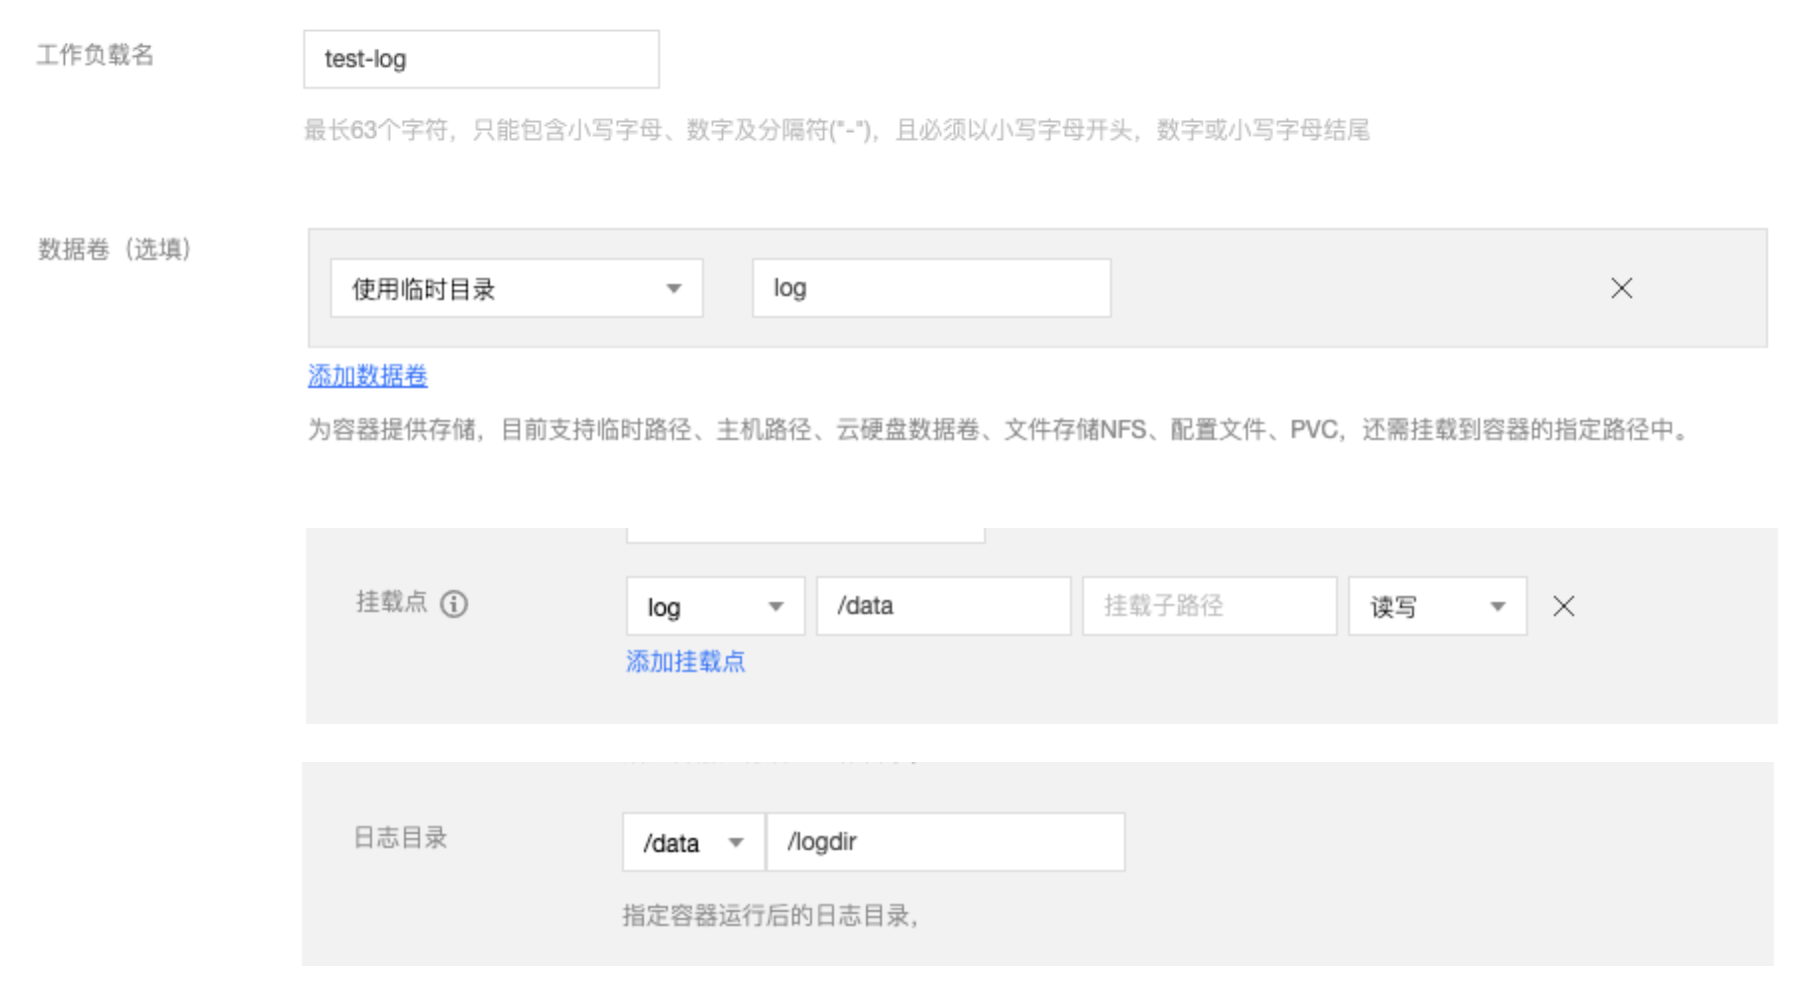 工作负载名
test-log
最长63个字符，只能包含小写字母、数字及分隔符("-")，且必须以小写字母开头，数字或小写字母结尾
数据卷（选填）
使用临时目录
log
添加数据卷
为容器提供存储，目前支持临时路径、主机路径、云硬盘数据卷、文件存储NFS、配置文件、PVC，还需挂载到容器的指定路径中。
挂载点
log
/data
挂载子路径
读写
添加挂载点
日志目录
/data
/logdir
指定容器运行后的日志目录，